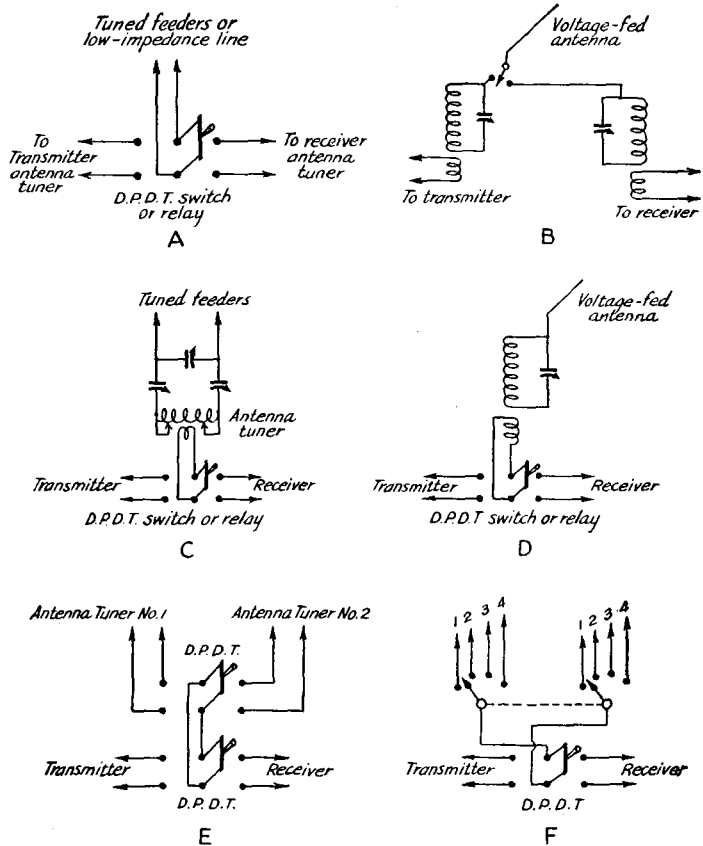 Tuned feeders or
low-impedance line
To
Transmitter
antenna
tuner
To receiver
antenna
tuner
D.P.D.T. switch
or relay
A
Voltage-fed
antenna
To transmitter
To receiver
B
Tuned feeders
Antenna
tuner
Transmitter
Receiver
D.P.D.T. switch or relay
C
Voltage-fed
antenna
Transmitter
Receiver
D.P.D.T switch or relay
D
Antenna Tuner No.1
Antenna Tuner No.2
D.P.D.T.
Transmitter
Receiver
D.P.D.T.
E
1 2 3 4
1 2 3 4
Transmitter
Receiver
D.P.D.T
F